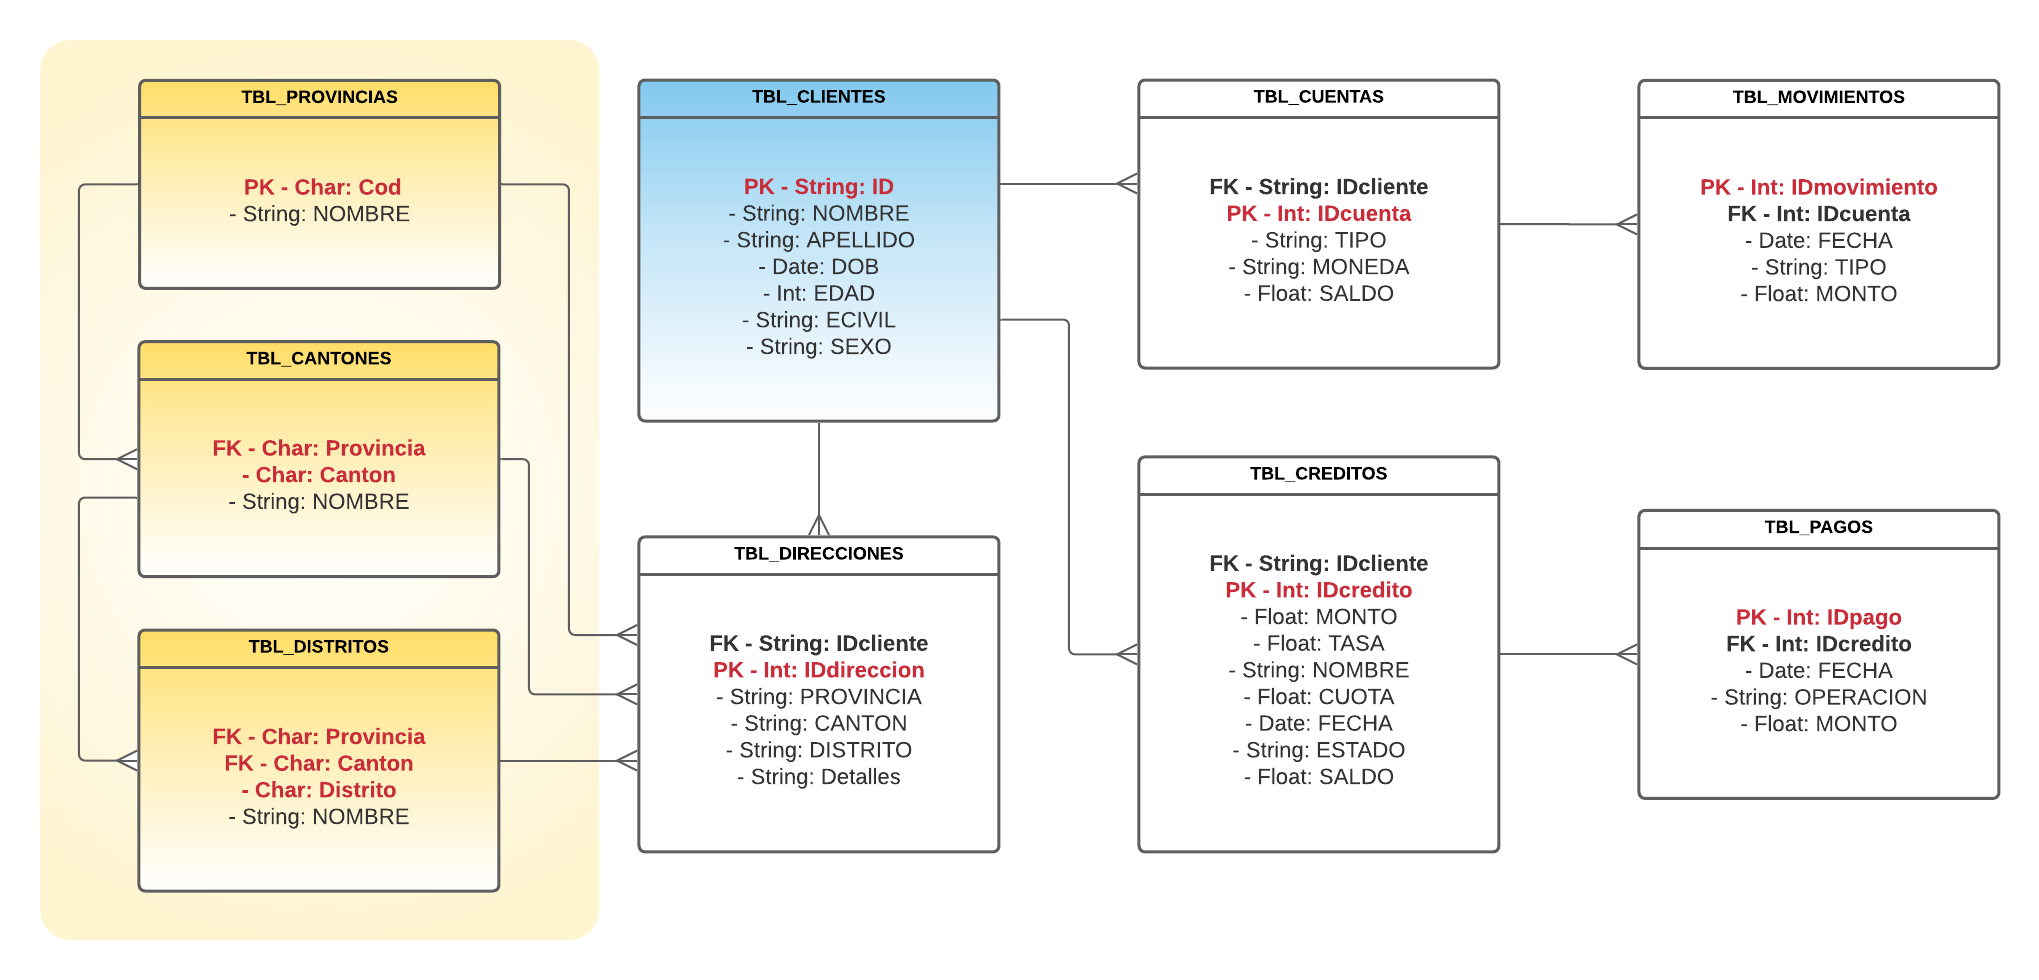 TBL_PROVINCIAS
PK - Char: Cod
- String: NOMBRE
TBL_CANTONES
FK - Char: Provincia
- Char: Canton
- String: NOMBRE
TBL_DISTRITOS
FK - Char: Provincia
FK - Char: Canton
- Char: Distrito
- String: NOMBRE
TBL_CLIENTES
PK - String: ID
- String: NOMBRE
- String: APELLIDO
- Date: DOB
- Int: EDAD
- String: ECIVIL
- String: SEXO
TBL_DIRECCIONES
FK - String: IDcliente
PK - Int: IDdireccion
- String: PROVINCIA
- String: CANTON
- String: DISTRITO
- String: Detalles
TBL_CUENTAS
FK - String: IDcliente
PK - Int: IDcuenta
- String: TIPO
- String: MONEDA
- Float: SALDO
TBL_CREDITOS
FK - String: IDcliente
PK - Int: IDcredito
- Float: MONTO
- Float: TASA
- String: NOMBRE
- Float: CUOTA
- Date: FECHA
- String: ESTADO
- Float: SALDO
TBL_MOVIMIENTOS
PK - Int: IDmovimiento
FK - Int: IDcuenta
- Date: FECHA
- String: TIPO
- Float: MONTO
TBL_PAGOS
PK - Int: IDpago
FK - Int: IDcredito
- Date: FECHA
- String: OPERACION
- Float: MONTO